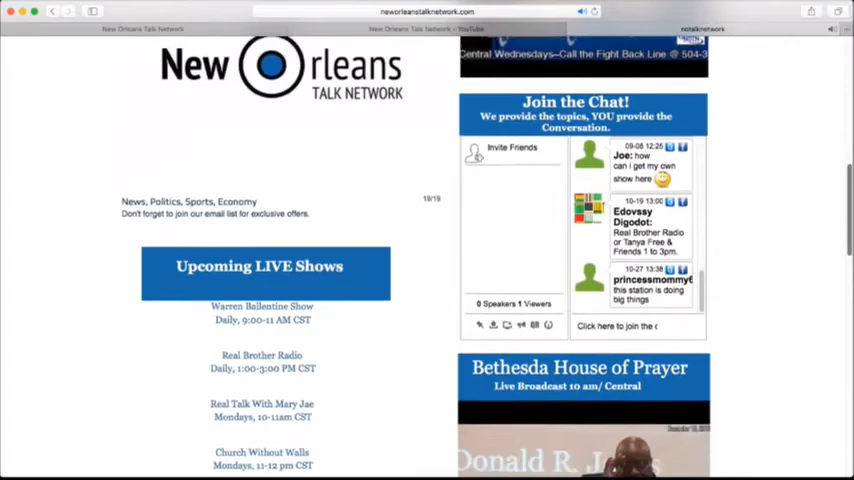 neworleanstalknetwork.com
New Orleans Talk Network
New Orleans Talk Network - YouTube
notalknetwork
New Orleans
TALK NETWORK
News, Politics, Sports, Economy
Don't forget to join our email list for exclusive offers.
19/19
Upcoming LIVE Shows
Warren Ballentine Show
Daily, 9:00-11 AM CST
Real Brother Radio
Daily, 1:00-3:00 PM CST
Real Talk With Mary Jae
Mondays, 10-11am CST
Church Without Walls
Mondays, 11-12 pm CST
Central Wednesdays--Call the Fight Back Line @ 504-3
Join the Chat!
We provide the topics, YOU provide the
Conversation.
Invite Friends
0 Speakers 1 Viewers
09-08 12:25
Joe: how
can i get my own
show here
10-19 13:00
Edovssy
Digodot:
Real Brother Radio
or Tanya Free &
Friends 1 to 3pm.
10-27 13:38
princessmommy6
this station is doing
big things
Click here to join the c
Bethesda House of Prayer
Live Broadcast 10 am/ Central
Donald R. J